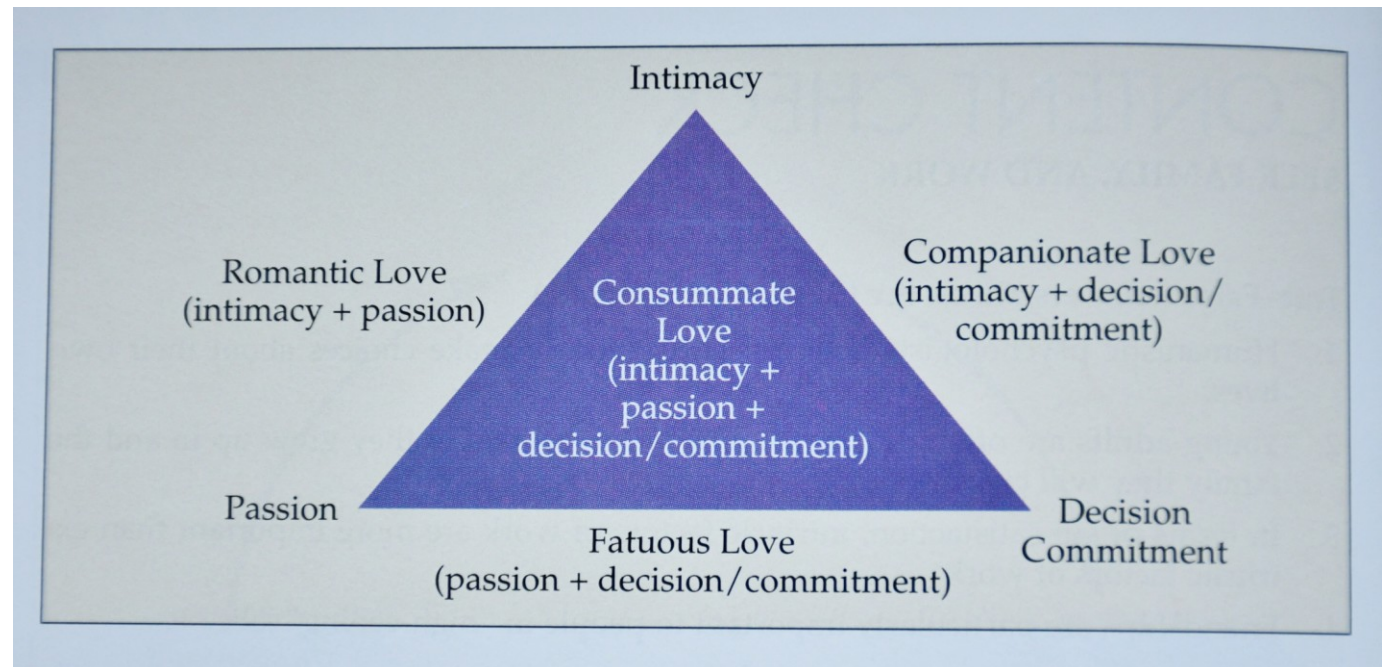 Intimacy
Romantic Love
(intimacy + passion)
Companionate Love
(intimacy + decision/
commitment)
Consummate
Love
(intimacy +
passion +
decision/commitment)
Passion
Decision
Commitment
Fatuous Love
(passion + decision/commitment)